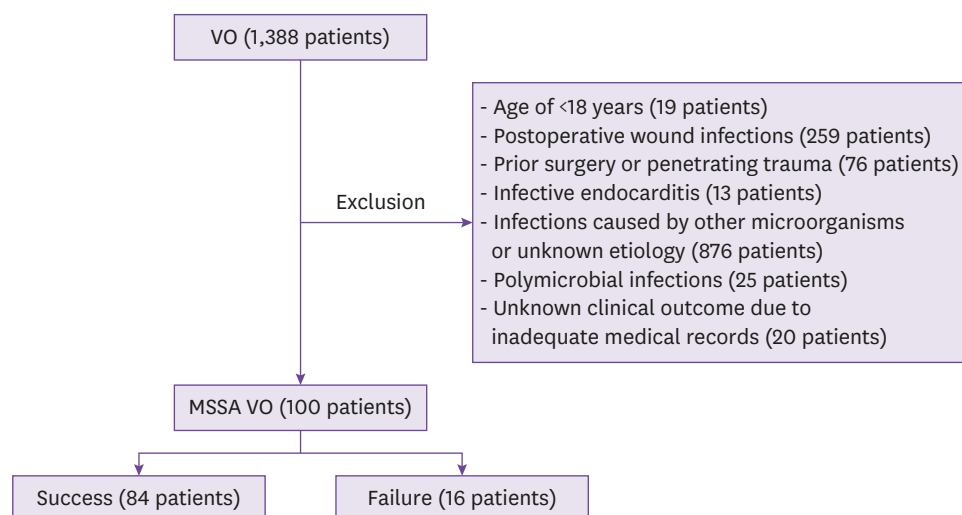 VO (1,388 patients)
- Age of <18 years (19 patients)
- Postoperative wound infections (259 patients)
- Prior surgery or penetrating trauma (76 patients)
- Infective endocarditis (13 patients)
- Infections caused by other microorganisms
or unknown etiology (876 patients)
- Polymicrobial infections (25 patients)
- Unknown clinical outcome due to
inadequate medical records (20 patients)
Exclusion
MSSA VO (100 patients)
Success (84 patients)
Failure (16 patients)